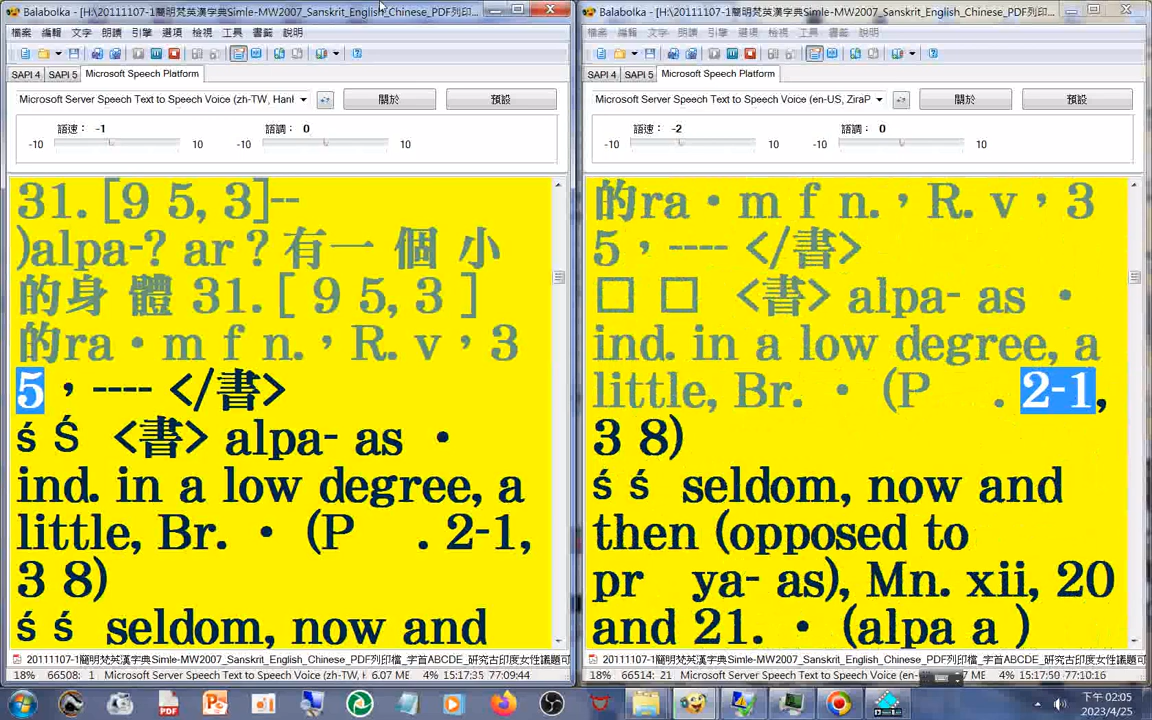 Balabolka - [H:\20111107-1簡明梵英漢字典Simle-MW2007_Sanskrit_English_Chinese_PDF列印...
檔案 編輯 文字 朗讀 引擎 選項 檢視 工具 書籤 說明
SAPI 4 SAPI 5 Microsoft Speech Platform
Microsoft Server Speech Text to Speech Voice (zh-TW, Hanl
關於 預設
語速： -1 語調： 0
-10 10 -10 10
31. [9 5, 3]--
)alpa-? ar ? 有一 個 小
的身 體 31. [ 9 5, 3 ]
的ra • m f n.，R. v，3
5，---- </書>
ś Ś <書> alpa- as •
ind. in a low degree, a
little, Br. • (P . 2-1,
3 8)
ś ś seldom, now and
20111107-1簡明梵英漢字典Simle-MW2007_Sanskrit_English_Chinese_PDF列印檔_字首ABCDE_研究古印度女性議題可
18% 66508: 1 Microsoft Server Speech Text to Speech Voice (zh-TW, H 6.07 MB 4% 15:17:35 77:09:44
Balabolka - [H:\20111107-1簡明梵英漢字典Simle-MW2007_Sanskrit_English_Chinese_PDF列印...
檔案 編輯 文字 朗讀 引擎 選項 檢視 工具 書籤 說明
SAPI 4 SAPI 5 Microsoft Speech Platform
Microsoft Server Speech Text to Speech Voice (en-US, ZiraP
關於 預設
語速： -2 語調： 0
-10 10 -10 10
的ra • m f n.，R. v，3
5，---- </書>
□ □ <書> alpa- as •
ind. in a low degree, a
little, Br. • (P . 2-1,
3 8)
ś ś seldom, now and
then (opposed to
pr ya- as), Mn. xii, 20
and 21. • (alpa a )
20111107-1簡明梵英漢字典Simle-MW2007_Sanskrit_English_Chinese_PDF列印檔_字首ABCDE_研究古印度女性議題可
18% 66514: 21 Microsoft Server Speech Text to Speech Voice (en-US, 6.07 MB 4% 15:17:50 77:10:16
下午 02:05
2023/4/25